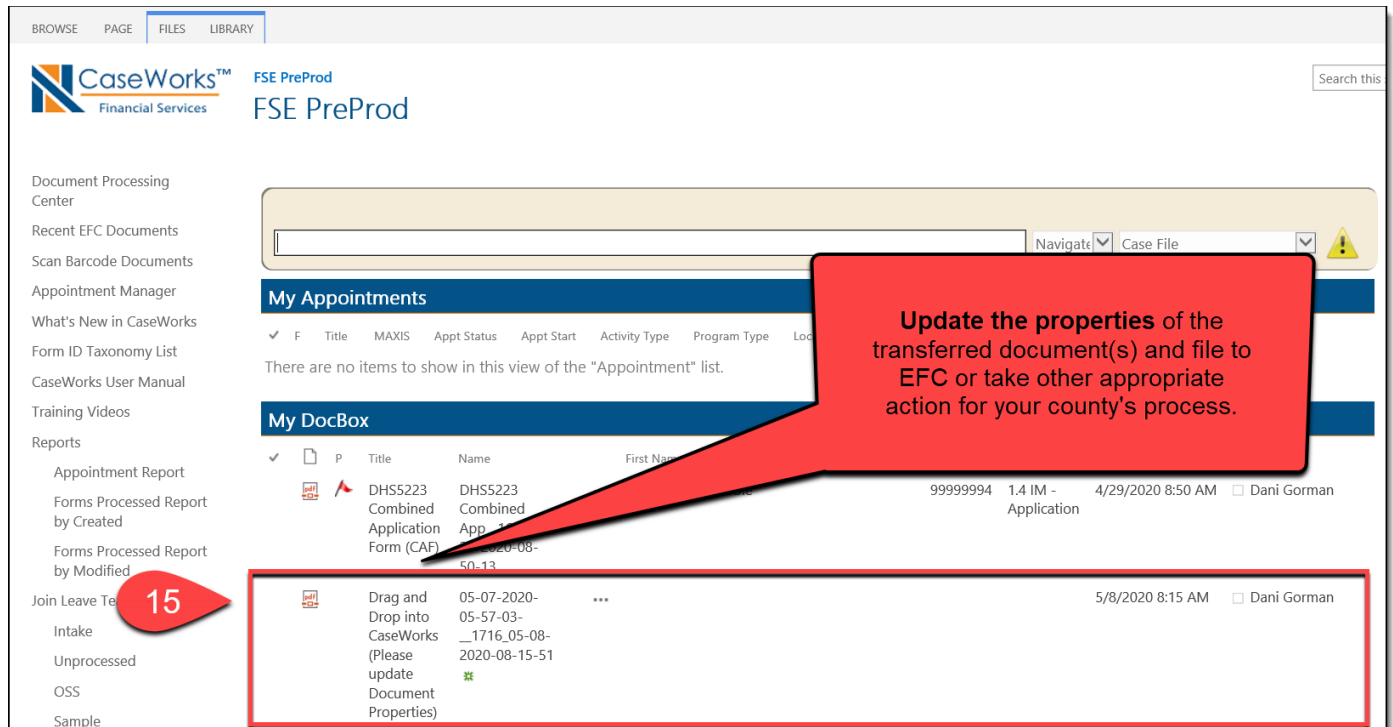 BROWSE PAGE FILES LIBRARY
CaseWorks™
Financial Services
FSE PreProd
FSE PreProd
Search this
Document Processing
Center
Recent EFC Documents
Scan Barcode Documents
Appointment Manager
What's New in CaseWorks
Form ID Taxonomy List
CaseWorks User Manual
Training Videos
Reports
Appointment Report
Forms Processed Report
by Created
Forms Processed Report
by Modified
Join Leave Te
15
Intake
Unprocessed
OSS
Sample
Navigate Case File
My Appointments
F Title MAXIS Appt Status Appt Start Activity Type Program Type Loc
There are no items to show in this view of the "Appointment" list.
Update the properties of the
transferred document(s) and file to
EFC or take other appropriate
action for your county's process.
My DocBox
P Title Name First Nam
DHS5223 DHS5223 99999994 1.4 IM - 4/29/2020 8:50 AM Dani Gorman
Combined Combined Application
Application App
Form (CAF) 2020-08-
50-13
Drag and 05-07-2020- ... 5/8/2020 8:15 AM Dani Gorman
Drop into 05-57-03-
CaseWorks __1716_05-08-
(Please 2020-08-15-51
update
Document
Properties)